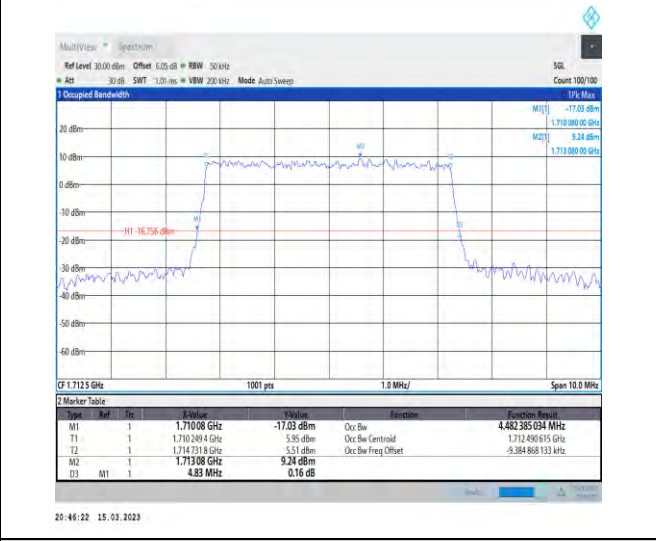 MultiView Spectrum
Ref Level 30.00 dBm Offset 6.05 dB RBW 50 kHz SGL
Att 30 dB SWT 1.01 ms VBW 200 kHz Mode Auto Sweep Count 100/100
1 Occupied Bandwidth 1Pk Max
M1[1] -17.03 dBm
1.710 080 00 GHz
M2[1] 9.24 dBm
1.713 080 00 GHz
20 dBm
M2
10 dBm
0 dBm
-10 dBm
M1
H1 -16.756 dBm
-20 dBm
-30 dBm
-40 dBm
-50 dBm
-60 dBm
CF 1.712 5 GHz 1001 pts 1.0 MHz/ Span 10.0 MHz
2 Marker Table
Type Ref Trc X-Value Y-Value Function Function Result
M1 1 1.710 08 GHz -17.03 dBm Occ Bw 4.482 385 034 MHz
T1 1 1.710 249 4 GHz 5.95 dBm Occ Bw Centroid 1.712 490 615 GHz
T2 1 1.714 731 8 GHz 5.51 dBm Occ Bw Freq Offset -9.384 868 133 kHz
M2 1 1.713 08 GHz 9.24 dBm
D3 M1 1 4.83 MHz 0.16 dB
20:46:22 15.03.2023